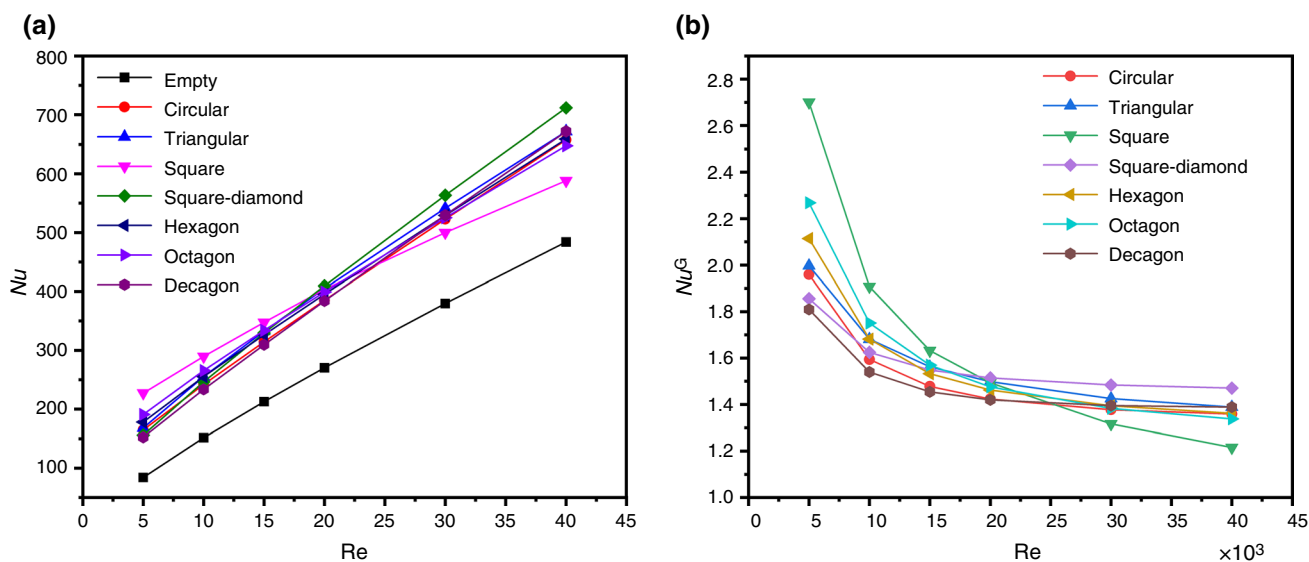 (a)
800
700
600
500
400
300
200
100
Nu
0
5
10
15
20
25
30
35
40
45
Re
Empty
Circular
Triangular
Square
Square-diamond
Hexagon
Octagon
Decagon
(b)
2.8
2.6
2.4
2.2
2.0
1.8
1.6
1.4
1.2
1.0
Nuᴳ
0
5
10
15
20
25
30
35
40
45
Re
×10³
Circular
Triangular
Square
Square-diamond
Hexagon
Octagon
Decagon